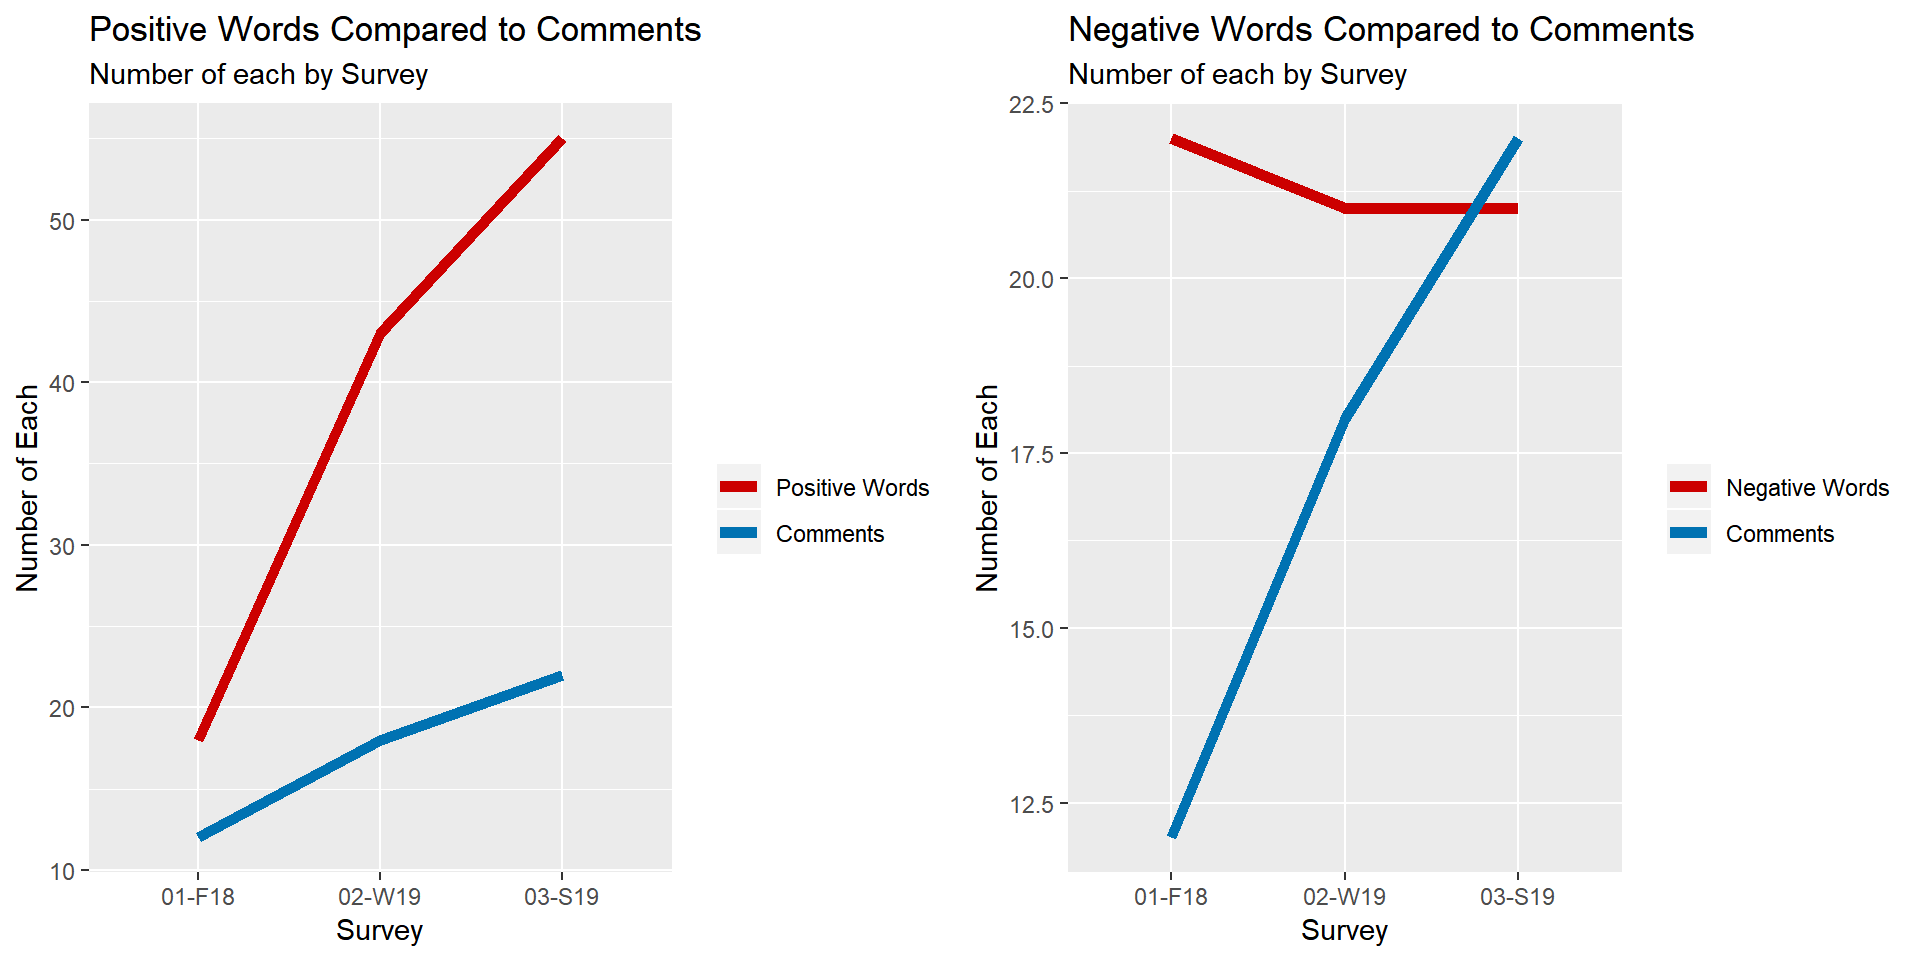 Positive Words Compared to Comments
Number of each by Survey
Number of Each
50
40
30
20
10
01-F18 02-W19 03-S19
Survey
Positive Words
Comments
Negative Words Compared to Comments
Number of each by Survey
Number of Each
22.5
20.0
17.5
15.0
12.5
01-F18 02-W19 03-S19
Survey
Negative Words
Comments